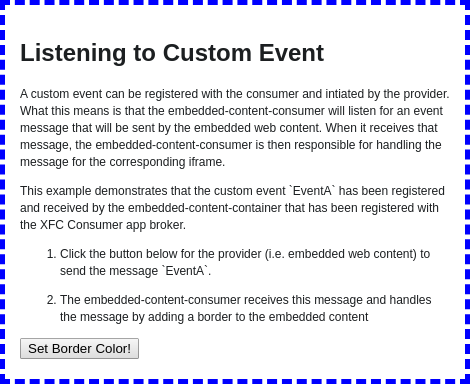 Listening to Custom Event
A custom event can be registered with the consumer and intiated by the provider.
What this means is that the embedded-content-consumer will listen for an event
message that will be sent by the embedded web content. When it receives that
message, the embedded-content-consumer is then responsible for handling the
message for the corresponding iframe.
This example demonstrates that the custom event `EventA` has been registered
and received by the embedded-content-container that has been registered with
the XFC Consumer app broker.
1. Click the button below for the provider (i.e. embedded web content) to
send the message `EventA`.
2. The embedded-content-consumer receives this message and handles
the message by adding a border to the embedded content
Set Border Color!